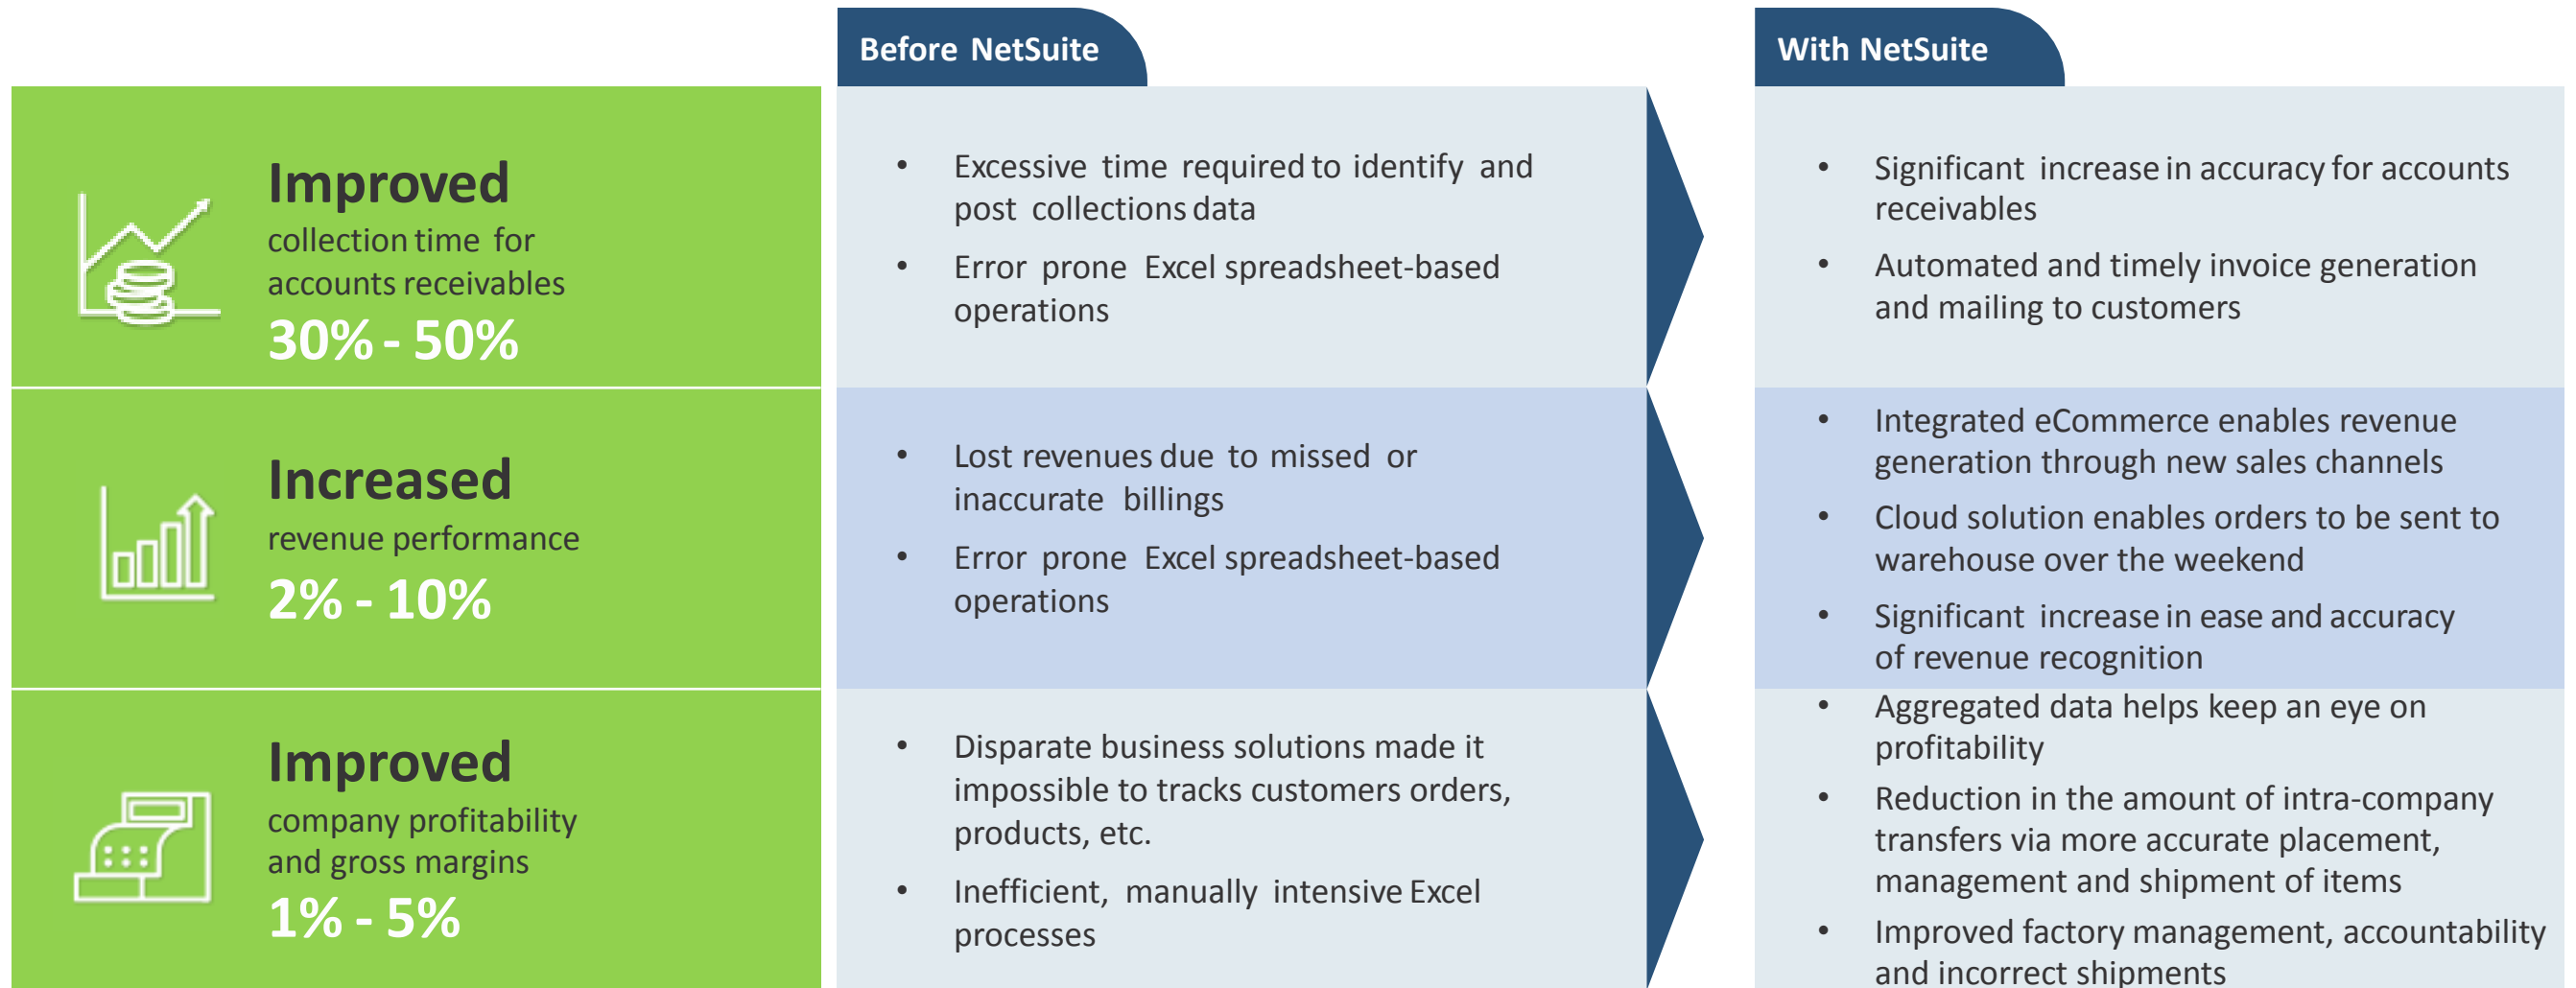 Before NetSuite
With NetSuite
Improved
collection time for
accounts receivables
30% - 50%
• Excessive time required to identify and
post collections data
• Error prone Excel spreadsheet-based
operations
• Significant increase in accuracy for accounts
receivables
• Automated and timely invoice generation
and mailing to customers
Increased
revenue performance
2% - 10%
• Lost revenues due to missed or
inaccurate billings
• Error prone Excel spreadsheet-based
operations
• Integrated eCommerce enables revenue
generation through new sales channels
• Cloud solution enables orders to be sent to
warehouse over the weekend
• Significant increase in ease and accuracy
of revenue recognition
Improved
company profitability
and gross margins
1% - 5%
• Disparate business solutions made it
impossible to tracks customers orders,
products, etc.
• Inefficient, manually intensive Excel
processes
• Aggregated data helps keep an eye on
profitability
• Reduction in the amount of intra-company
transfers via more accurate placement,
management and shipment of items
• Improved factory management, accountability
and incorrect shipments